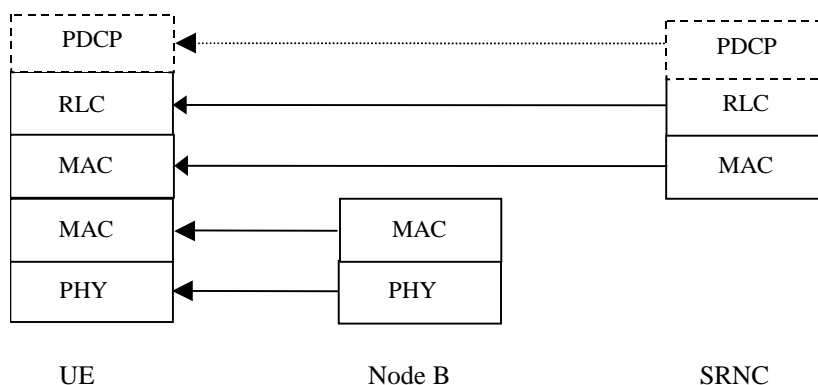 PDCP PDCP
RLC RLC
MAC MAC
MAC MAC
PHY PHY
UE Node B SRNC